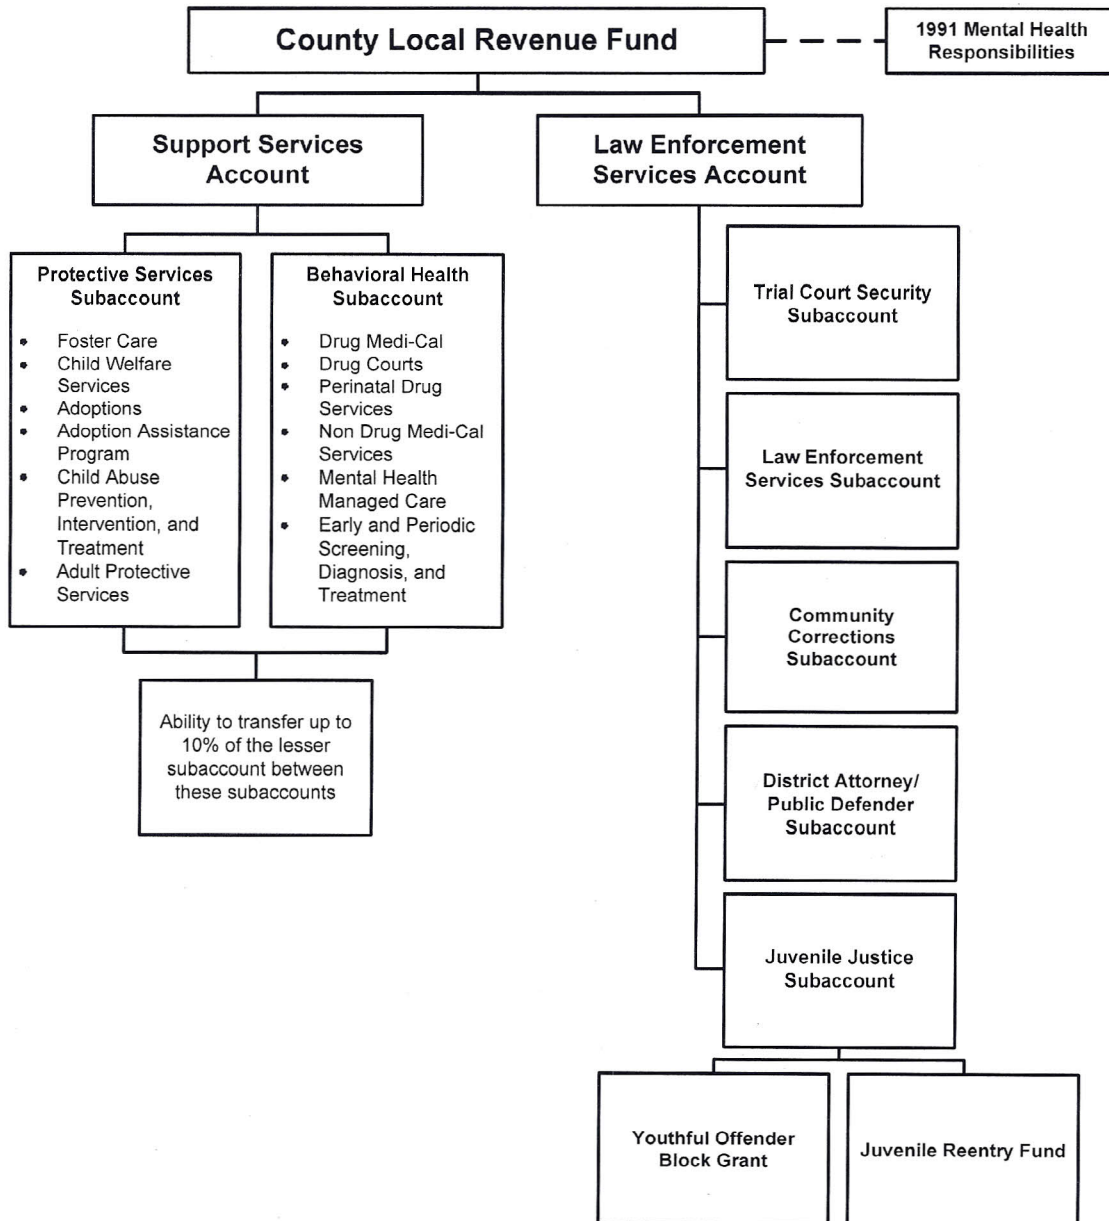 County Local Revenue Fund
1991 Mental Health
Responsibilities
Support Services
Account
Law Enforcement
Services Account
Protective Services
Subaccount
• Foster Care
• Child Welfare
Services
• Adoptions
• Adoption Assistance
Program
• Child Abuse
Prevention,
Intervention, and
Treatment
• Adult Protective
Services
Behavioral Health
Subaccount
• Drug Medi-Cal
• Drug Courts
• Perinatal Drug
Services
• Non Drug Medi-Cal
Services
• Mental Health
Managed Care
• Early and Periodic
Screening,
Diagnosis, and
Treatment
Ability to transfer up to
10% of the lesser
subaccount between
these subaccounts
Trial Court Security
Subaccount
Law Enforcement
Services Subaccount
Community
Corrections
Subaccount
District Attorney/
Public Defender
Subaccount
Juvenile Justice
Subaccount
Youthful Offender
Block Grant
Juvenile Reentry Fund